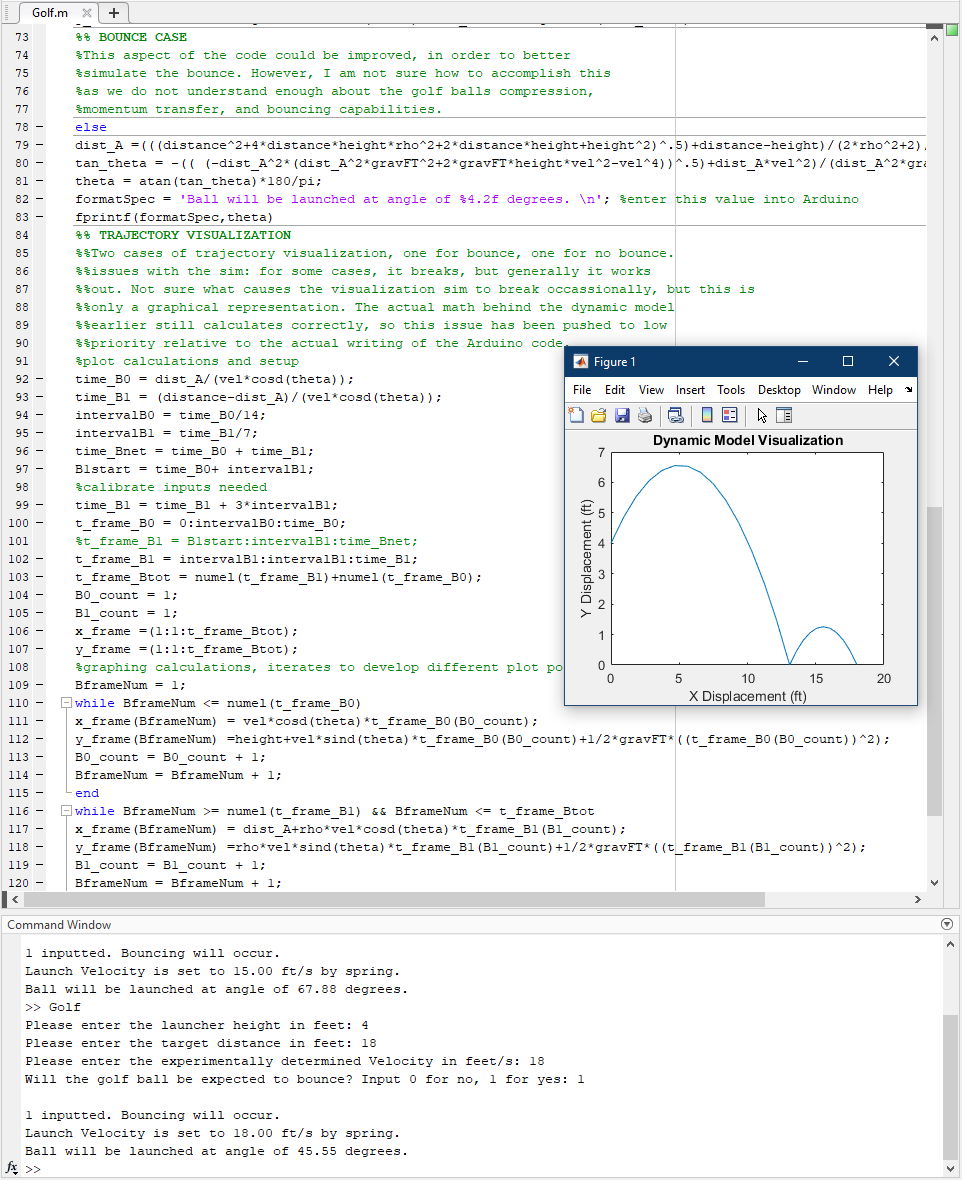 Golf.m
73 %% BOUNCE CASE
74 %This aspect of the code could be improved, in order to better
75 %simulate the bounce. However, I am not sure how to accomplish this
76 %as we do not understand enough about the golf balls compression,
77 %momentum transfer, and bouncing capabilities.
78 else
79 dist_A =(((distance^2+4*distance*height*rho^2+2*distance*height+height^2)^.5)+distance-height)/(2*rho^2+2)
80 tan_theta = -(( (-dist_A^2*(dist_A^2*gravFT^2+2*gravFT*height*vel^2-vel^4))^.5)+dist_A*vel^2)/(dist_A^2*gra
81 theta = atan(tan_theta)*180/pi;
82 formatSpec = 'Ball will be launched at angle of %4.2f degrees. \n'; %enter this value into Arduino
83 fprintf(formatSpec,theta)
84 %% TRAJECTORY VISUALIZATION
85 %%Two cases of trajectory visualization, one for bounce, one for no bounce.
86 %%issues with the sim: for some cases, it breaks, but generally it works
87 %%out. Not sure what causes the visualization sim to break occassionally, but this is
88 %%only a graphical representation. The actual math behind the dynamic model
89 %%earlier still calculates correctly, so this issue has been pushed to low
90 %%priority relative to the actual writing of the Arduino code.
91 %plot calculations and setup
92 time_B0 = dist_A/(vel*cosd(theta));
93 time_B1 = (distance-dist_A)/(vel*cosd(theta));
94 intervalB0 = time_B0/14;
95 intervalB1 = time_B1/7;
96 time_Bnet = time_B0 + time_B1;
97 B1start = time_B0+ intervalB1;
98 %calibrate inputs needed
99 time_B1 = time_B1 + 3*intervalB1;
100 t_frame_B0 = 0:intervalB0:time_B0;
101 %t_frame_B1 = B1start:intervalB1:time_Bnet;
102 t_frame_B1 = intervalB1:intervalB1:time_B1;
103 t_frame_Btot = numel(t_frame_B1)+numel(t_frame_B0);
104 B0_count = 1;
105 B1_count = 1;
106 x_frame =(1:1:t_frame_Btot);
107 y_frame =(1:1:t_frame_Btot);
108 %graphing calculations, iterates to develop different plot po
109 BframeNum = 1;
110 while BframeNum <= numel(t_frame_B0)
111 x_frame(BframeNum) = vel*cosd(theta)*t_frame_B0(B0_count);
112 y_frame(BframeNum) =height+vel*sind(theta)*t_frame_B0(B0_count)+1/2*gravFT*((t_frame_B0(B0_count))^2);
113 B0_count = B0_count + 1;
114 BframeNum = BframeNum + 1;
115 end
116 while BframeNum >= numel(t_frame_B1) && BframeNum <= t_frame_Btot
117 x_frame(BframeNum) = dist_A+rho*vel*cosd(theta)*t_frame_B1(B1_count);
118 y_frame(BframeNum) =rho*vel*sind(theta)*t_frame_B1(B1_count)+1/2*gravFT*((t_frame_B1(B1_count))^2);
119 B1_count = B1_count + 1;
120 BframeNum = BframeNum + 1;
Figure 1
File Edit View Insert Tools Desktop Window Help
Dynamic Model Visualization
Y Displacement (ft)
7
6
5
4
3
2
1
0
0 5 10 15 20
X Displacement (ft)
Command Window
1 inputted. Bouncing will occur.
Launch Velocity is set to 15.00 ft/s by spring.
Ball will be launched at angle of 67.88 degrees.
>> Golf
Please enter the launcher height in feet: 4
Please enter the target distance in feet: 18
Please enter the experimentally determined Velocity in feet/s: 18
Will the golf ball be expected to bounce? Input 0 for no, 1 for yes: 1
1 inputted. Bouncing will occur.
Launch Velocity is set to 18.00 ft/s by spring.
Ball will be launched at angle of 45.55 degrees.
fx >>